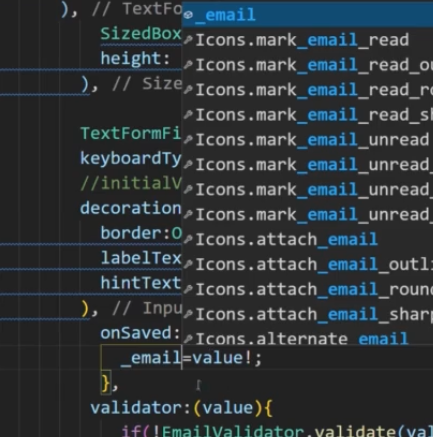 ), // TextFo
SizedBox
height:
), // Size
TextFormFi
keyboardTy
//initialV
decoration
border:O
labelTex
hintText
), // Inpu
onSaved:
_email=value!;
},
validator:(value){
if(!EmailValidator.validate(val
_email
Icons.mark_email_read
Icons.mark_email_read_ou
Icons.mark_email_read_ro
Icons.mark_email_read_sh
Icons.mark_email_unread
Icons.mark_email_unread_
Icons.mark_email_unread_
Icons.mark_email_unread_
Icons.attach_email
Icons.attach_email_outli
Icons.attach_email_round
Icons.attach_email_sharp
Icons.alternate_email